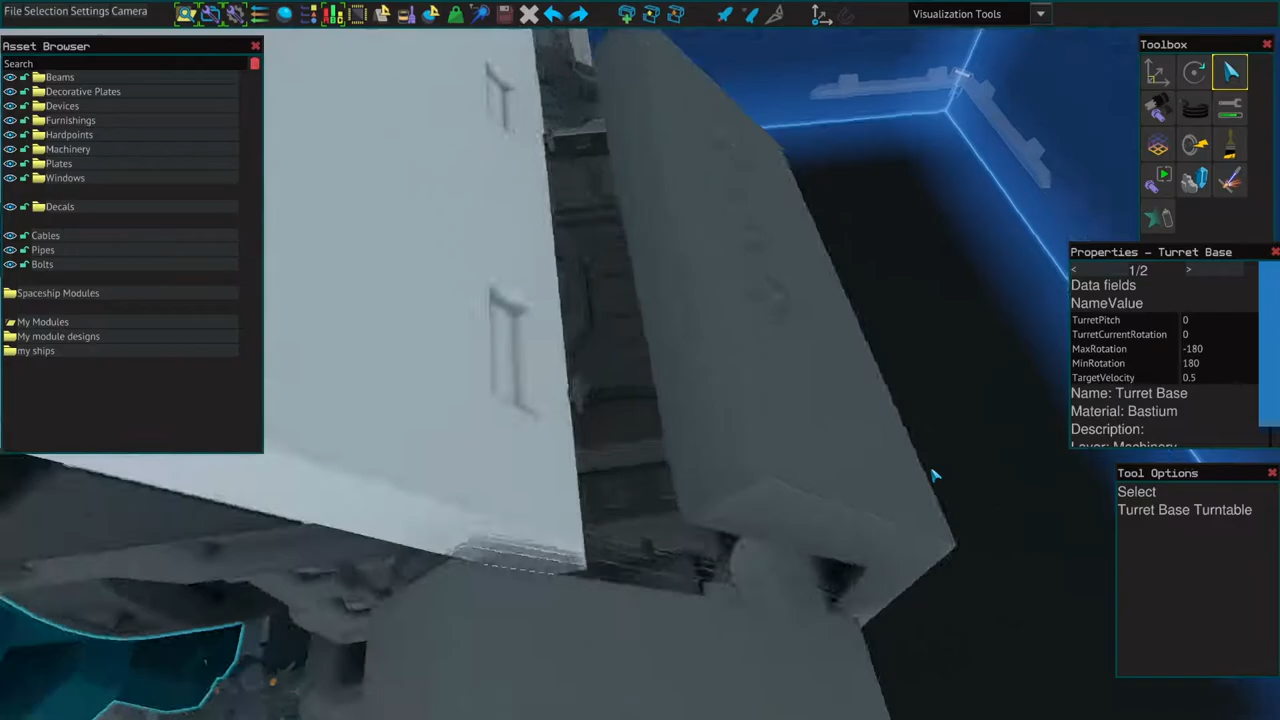 File Selection Settings Camera
Visualization Tools
Asset Browser
Search
Beams
Decorative Plates
Devices
Furnishings
Hardpoints
Machinery
Plates
Windows
Decals
Cables
Pipes
Bolts
Spaceship Modules
My Modules
My module designs
my ships
Toolbox
Properties - Turret Base
< 1/2 >
Data fields
NameValue
TurretPitch 0
TurretCurrentRotation 0
MaxRotation -180
MinRotation 180
TargetVelocity 0.5
Name: Turret Base
Material: Bastium
Description:
Layer: Machinery
Tool Options
Select
Turret Base Turntable